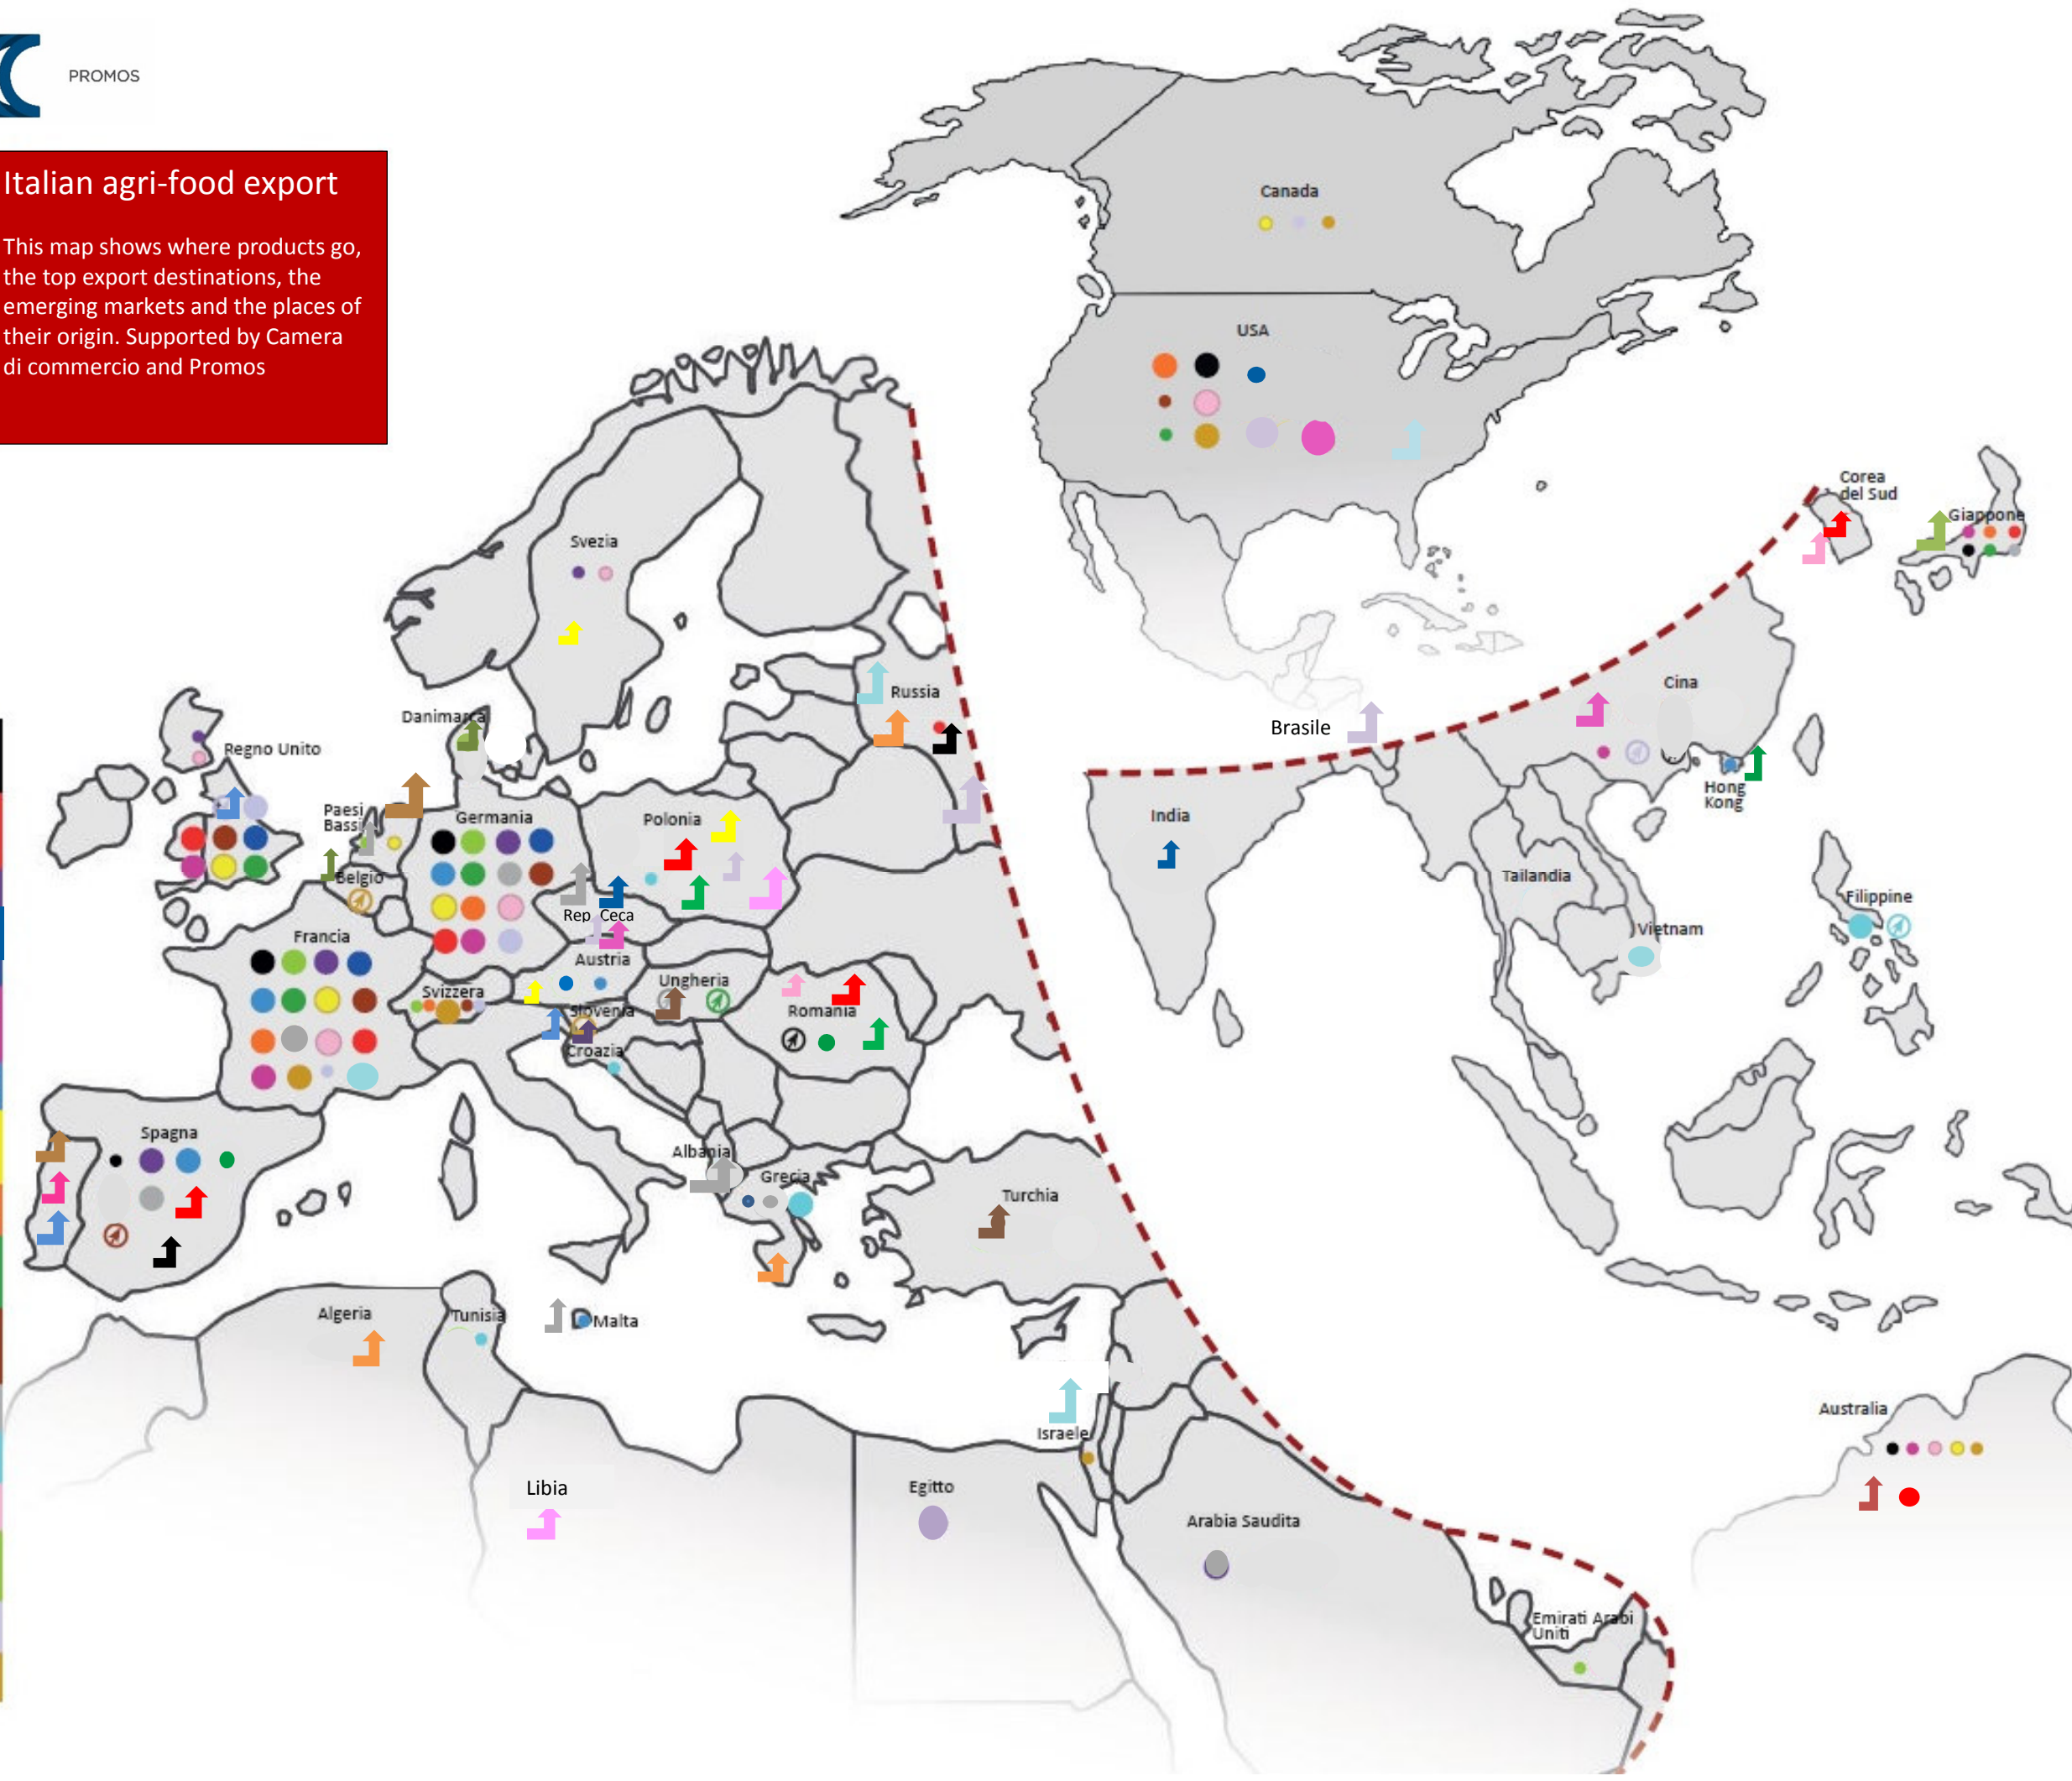 PROMOS
Italian agri-food export
This map shows where products go,
the top export destinations, the
emerging markets and the places of
their origin. Supported by Camera
di commercio and Promos
Canada
USA
Corea
del Sud
Giappone
Svezia
Russia
Cina
Danimarca
Regno Unito
Brasile
Hong
Kong
Paesi
Bassi
Germania
Polonia
India
Belgio
Tailandia
Filippine
Rep Ceca
Francia
Vietnam
Austria
Svizzera
Ungheria
Slovenia
Romania
Croazia
Spagna
Albania
Grecia
Turchia
Algeria
Tunisia
Malta
Australia
Israele
Libia
Egitto
Arabia Saudita
Emirati Arabi
Uniti